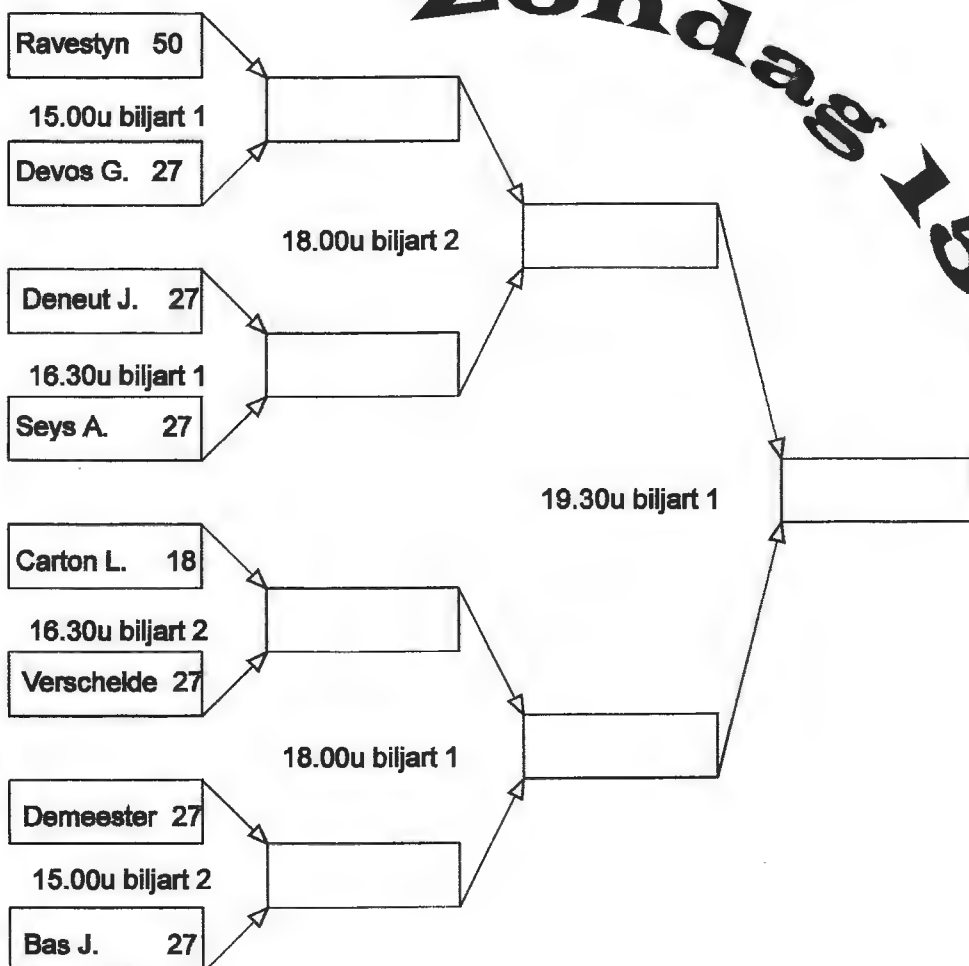 Zondag 15
Ravestyn 50
15.00u biljart 1
Devos G. 27
18.00u biljart 2
Deneut J. 27
16.30u biljart 1
Seys A. 27
19.30u biljart 1
Carton L. 18
16.30u biljart 2
Verschelde 27
18.00u biljart 1
Demeester 27
15.00u biljart 2
Bas J. 27